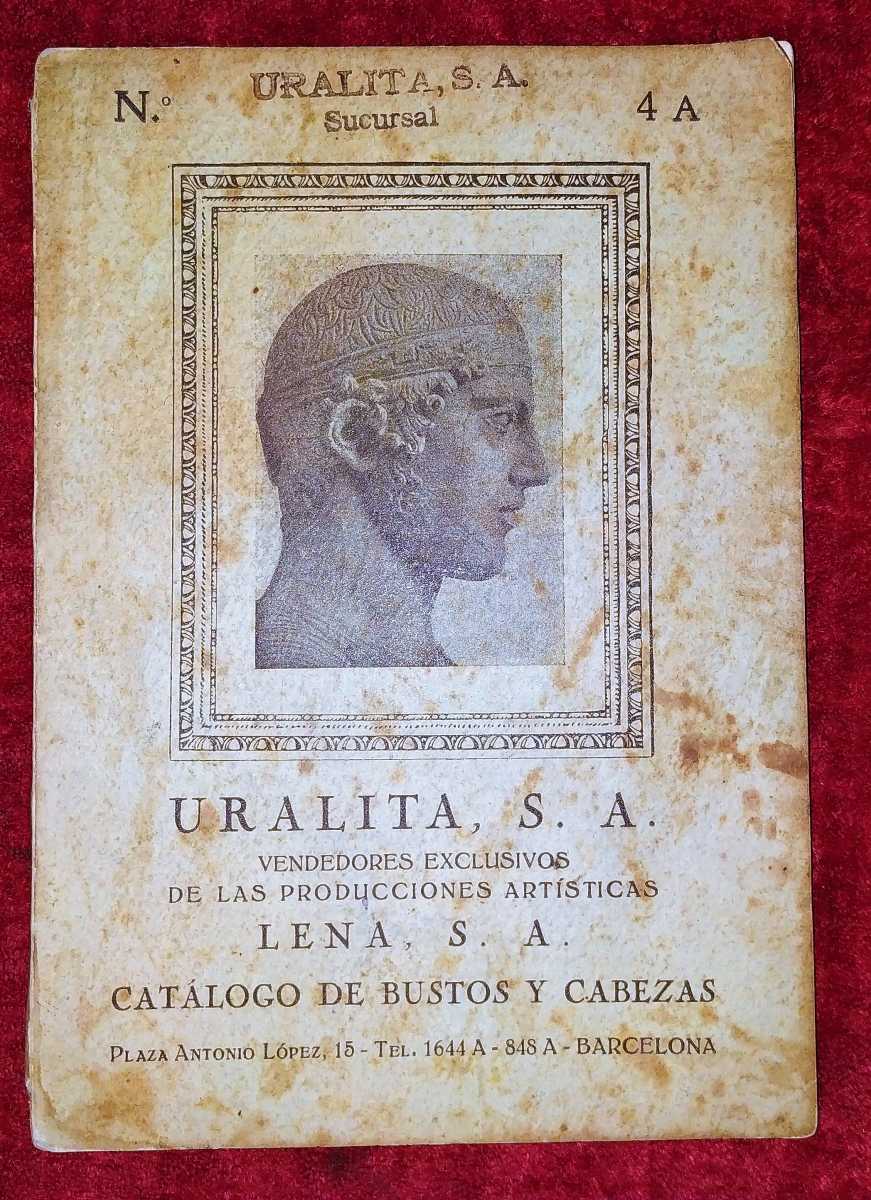 URALITA, S. A.
N.º 4 A
Sucursal
URALITA, S. A.
VENDEDORES EXCLUSIVOS
DE LAS PRODUCCIONES ARTÍSTICAS
LENA, S. A.
CATÁLOGO DE BUSTOS Y CABEZAS
PLAZA ANTONIO LÓPEZ, 15 - TEL. 1644 A - 848 A - BARCELONA